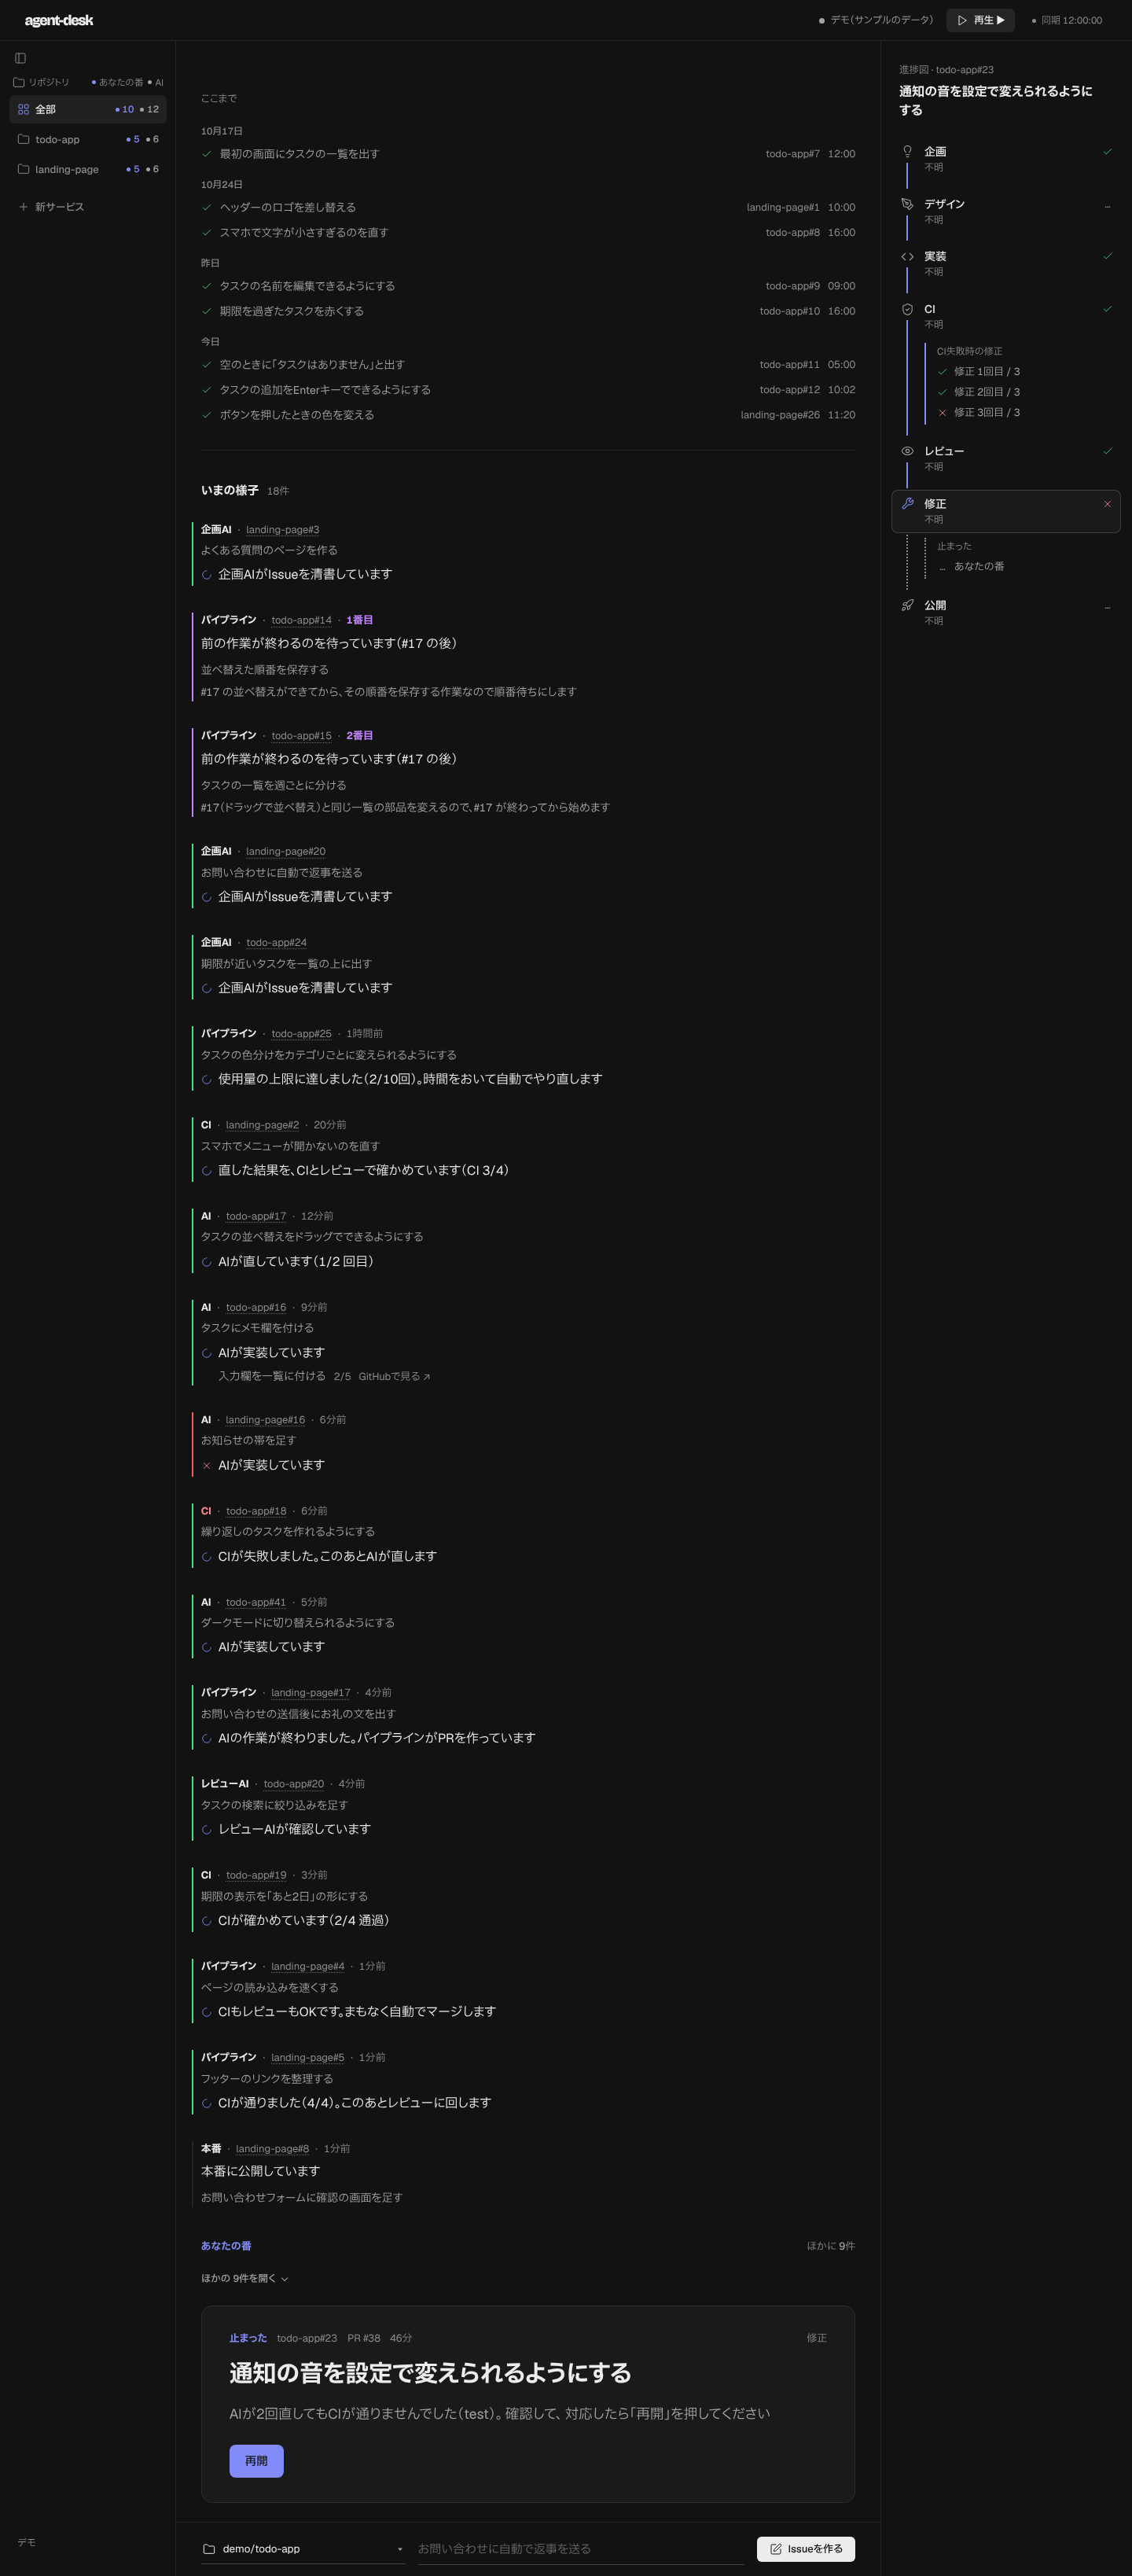 agent-desk
デモ（サンプルのデータ）
再生 ▶
同期 12:00:00
リポジトリ
あなたの番 AI
全部 10 12
todo-app 5 6
landing-page 5 6
新サービス
デモ
ここまで
10月17日
最初の画面にタスクの一覧を出す todo-app#7 12:00
10月24日
ヘッダーのロゴを差し替える landing-page#1 10:00
スマホで文字が小さすぎるのを直す todo-app#8 16:00
昨日
タスクの名前を編集できるようにする todo-app#9 09:00
期限を過ぎたタスクを赤くする todo-app#10 16:00
今日
空のときに「タスクはありません」と出す todo-app#11 05:00
タスクの追加をEnterキーでできるようにする todo-app#12 10:02
ボタンを押したときの色を変える landing-page#26 11:20
いまの様子 18件
企画AI · landing-page#3
よくある質問のページを作る
企画AIがIssueを清書しています
パイプライン · todo-app#14 · 1番目
前の作業が終わるのを待っています（#17 の後）
並べ替えた順番を保存する
#17 の並べ替えができてから、その順番を保存する作業なので順番待ちにします
パイプライン · todo-app#15 · 2番目
前の作業が終わるのを待っています（#17 の後）
タスクの一覧を週ごとに分ける
#17（ドラッグで並べ替え）と同じ一覧の部品を変えるので、#17 が終わってから始めます
企画AI · landing-page#20
お問い合わせに自動で返事を送る
企画AIがIssueを清書しています
企画AI · todo-app#24
期限が近いタスクを一覧の上に出す
企画AIがIssueを清書しています
パイプライン · todo-app#25 · 1時間前
タスクの色分けをカテゴリごとに変えられるようにする
使用量の上限に達しました（2/10回）。時間をおいて自動でやり直します
CI · landing-page#2 · 20分前
スマホでメニューが開かないのを直す
直した結果を、CIとレビューで確かめています（CI 3/4）
AI · todo-app#17 · 12分前
タスクの並べ替えをドラッグでできるようにする
AIが直しています（1/2 回目）
AI · todo-app#16 · 9分前
タスクにメモ欄を付ける
AIが実装しています
入力欄を一覧に付ける 2/5 GitHubで見る ↗
AI · landing-page#16 · 6分前
お知らせの帯を足す
AIが実装しています
CI · todo-app#18 · 6分前
繰り返しのタスクを作れるようにする
CIが失敗しました。このあとAIが直します
AI · todo-app#41 · 5分前
ダークモードに切り替えられるようにする
AIが実装しています
パイプライン · landing-page#17 · 4分前
お問い合わせの送信後にお礼の文を出す
AIの作業が終わりました。パイプラインがPRを作っています
レビューAI · todo-app#20 · 4分前
タスクの検索に絞り込みを足す
レビューAIが確認しています
CI · todo-app#19 · 3分前
期限の表示を「あと2日」の形にする
CIが確かめています（2/4 通過）
パイプライン · landing-page#4 · 1分前
ページの読み込みを速くする
CIもレビューもOKです。まもなく自動でマージします
パイプライン · landing-page#5 · 1分前
フッターのリンクを整理する
CIが通りました（4/4）。このあとレビューに回します
本番 · landing-page#8 · 1分前
本番に公開しています
お問い合わせフォームに確認の画面を足す
あなたの番 ほかに 9件
ほかの 9件を開く
止まった todo-app#23 PR #38 46分 修正
通知の音を設定で変えられるようにする
AIが2回直してもCIが通りませんでした（test）。確認して、対応したら「再開」を押してください
再開
demo/todo-app
お問い合わせに自動で返事を送る
Issueを作る
進捗図 · todo-app#23
通知の音を設定で変えられるように
する
企画
不明
デザイン …
不明
実装
不明
CI
不明
CI失敗時の修正
修正 1回目 / 3
修正 2回目 / 3
修正 3回目 / 3
レビュー
不明
修正
不明
止まった
… あなたの番
公開 …
不明